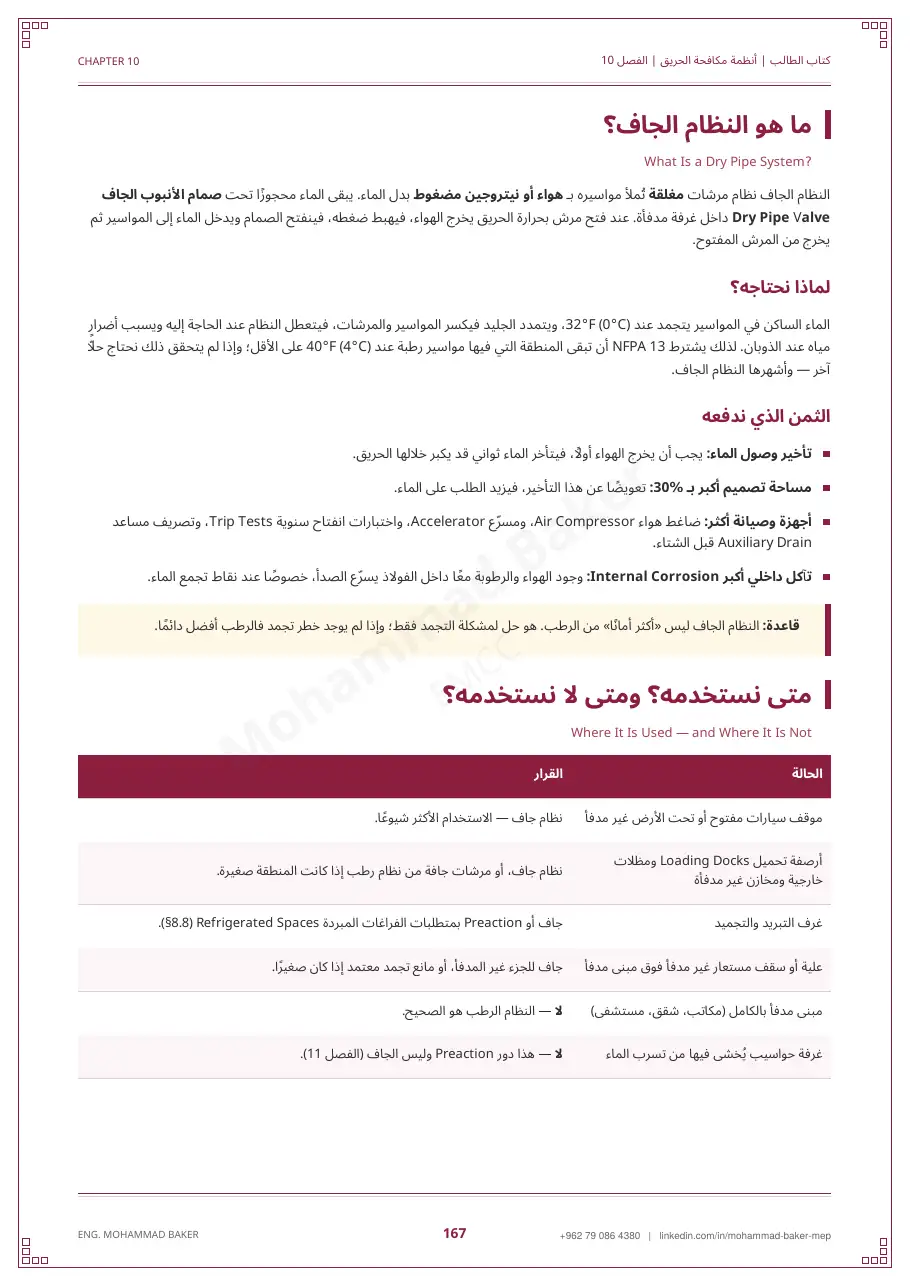 كتاب الطالب | أنظمة مكافحة الحريق | الفصل 10
CHAPTER 10
ما هو النظام الجاف؟
What Is a Dry Pipe System?
النظام الجاف نظام مرشات مغلقة تُملأ مواسيره بـ هواء أو نيتروجين مضغوط بدل الماء. يبقى الماء محجوزًا تحت صمام الأنبوب الجاف
Dry Pipe Valve داخل غرفة مدفأة. عند فتح مرش بحرارة الحريق يخرج الهواء، فيهبط ضغطه، فينفتح الصمام ويدخل الماء إلى المواسير ثم
يخرج من المرش المفتوح.
لماذا نحتاجه؟
الماء الساكن في المواسير يتجمد عند 32°F (0°C)، ويتمدد الجليد فيكسر المواسير والمرشات، فيتعطل النظام عند الحاجة إليه ويسبب أضرار
مياه عند الذوبان. لذلك يشترط NFPA 13 أن تبقى المنطقة التي فيها مواسير رطبة عند 40°F (4°C) على الأقل؛ وإذا لم يتحقق ذلك نحتاج حلًا
آخر — وأشهرها النظام الجاف.
الثمن الذي ندفعه
تأخير وصول الماء: يجب أن يخرج الهواء أولًا، فيتأخر الماء ثواني قد يكبر خلالها الحريق.
مساحة تصميم أكبر بـ 30%: تعويضًا عن هذا التأخير، فيزيد الطلب على الماء.
أجهزة وصيانة أكثر: ضاغط هواء Air Compressor، ومسرّع Accelerator، واختبارات انفتاح سنوية Trip Tests، وتصريف مساعد
Auxiliary Drain قبل الشتاء.
تآكل داخلي أكبر Internal Corrosion: وجود الهواء والرطوبة معًا داخل الفولاذ يسرّع الصدأ، خصوصًا عند نقاط تجمع الماء.
قاعدة: النظام الجاف ليس «أكثر أمانًا» من الرطب. هو حل لمشكلة التجمد فقط؛ وإذا لم يوجد خطر تجمد فالرطب أفضل دائمًا.
متى نستخدمه؟ ومتى لا نستخدمه؟
Where It Is Used — and Where It Is Not
الحالة القرار
موقف سيارات مفتوح أو تحت الأرض غير مدفأ نظام جاف — الاستخدام الأكثر شيوعًا.
أرصفة تحميل Loading Docks ومظلات
خارجية ومخازن غير مدفأة
نظام جاف، أو مرشات جافة من نظام رطب إذا كانت المنطقة صغيرة.
غرف التبريد والتجميد جاف أو Preaction بمتطلبات الفراغات المبردة Refrigerated Spaces (§8.8).
علية أو سقف مستعار غير مدفأ فوق مبنى مدفأ جاف للجزء غير المدفأ، أو مانع تجمد معتمد إذا كان صغيرًا.
مبنى مدفأ بالكامل (مكاتب، شقق، مستشفى) لا — النظام الرطب هو الصحيح.
غرفة حواسيب يُخشى فيها من تسرب الماء لا — هذا دور Preaction وليس الجاف (الفصل 11).
Mohammad Baker
iMCC
ENG. MOHAMMAD BAKER
167
+962 79 086 4380 | linkedin.com/in/mohammad-baker-mep